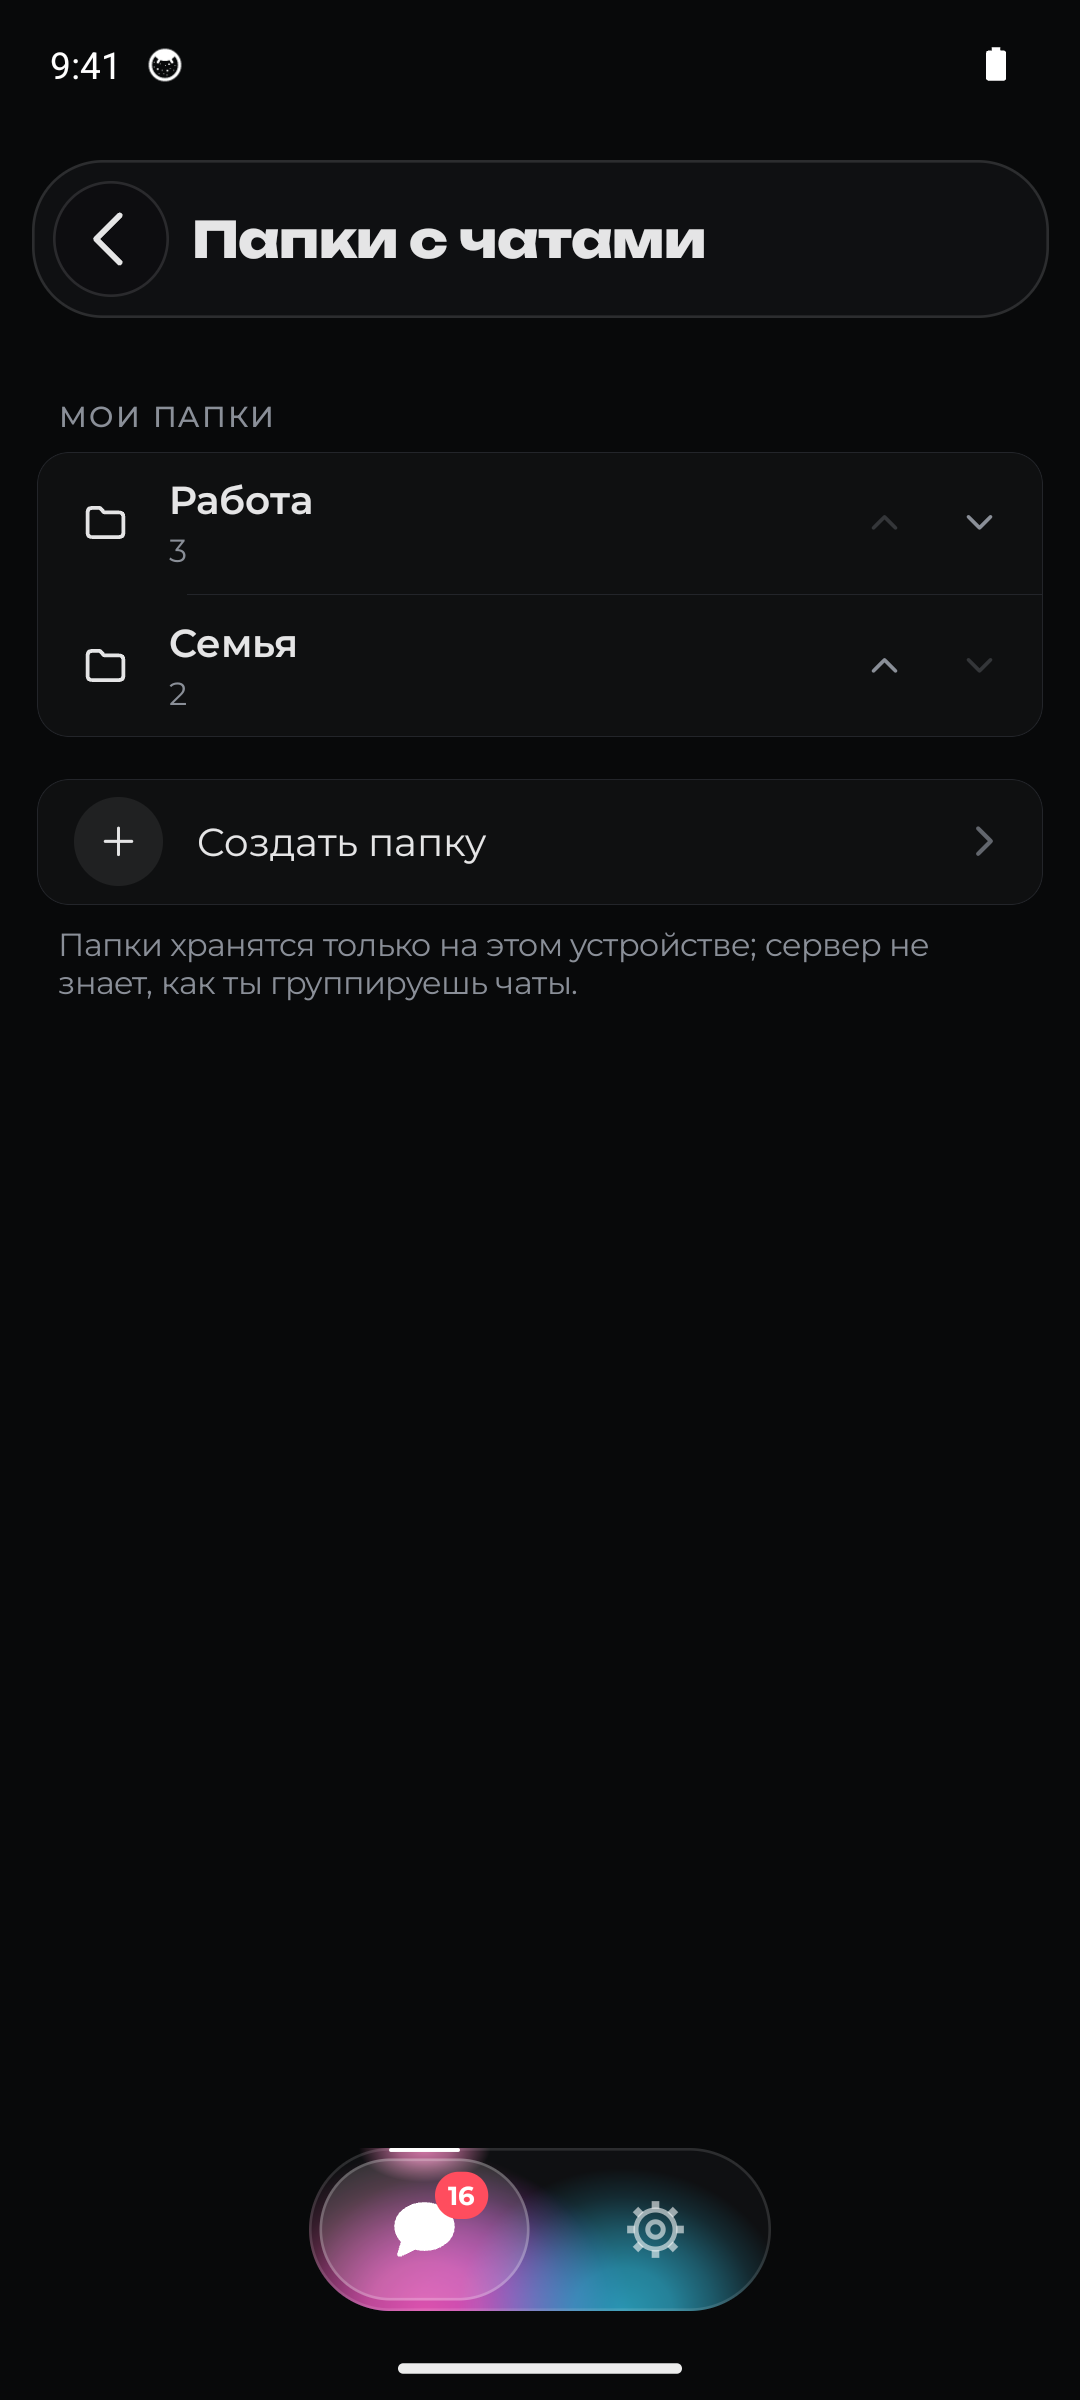 9:41
Папки с чатами
МОИ ПАПКИ
Работа
3
Семья
2
Создать папку
Папки хранятся только на этом устройстве; сервер не
знает, как ты группируешь чаты.
16